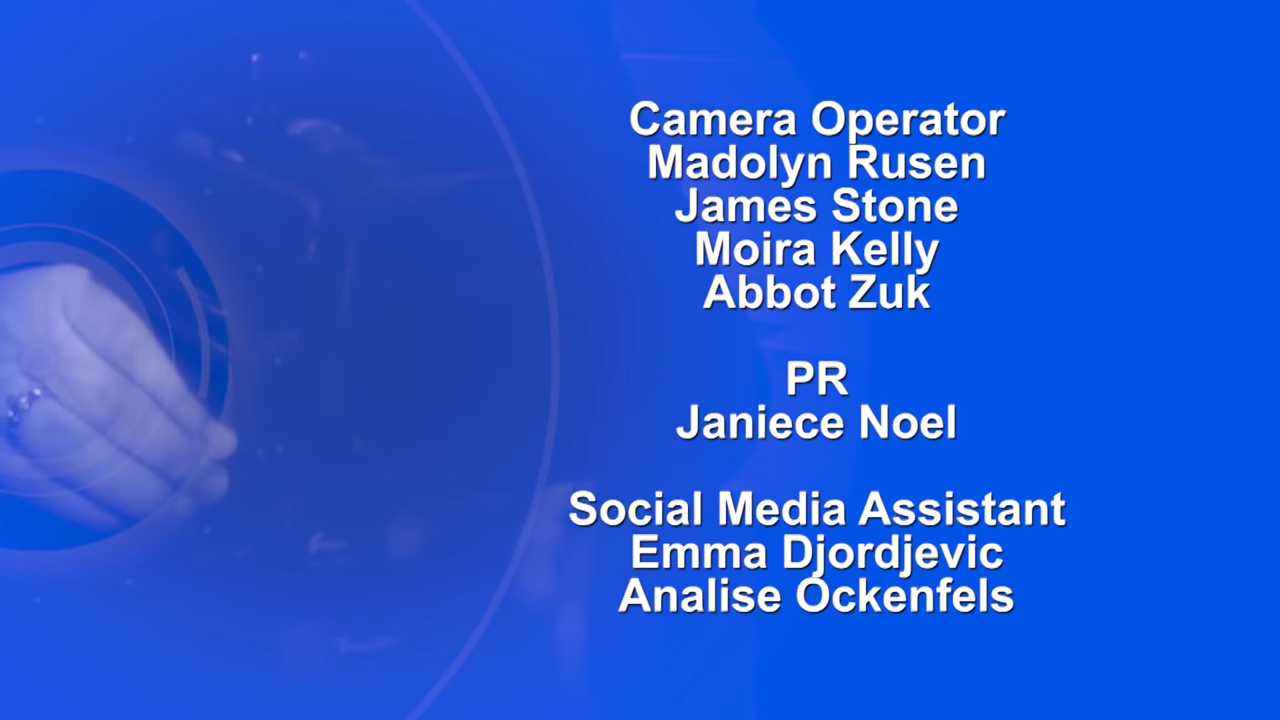 Camera Operator
Madolyn Rusen
James Stone
Moira Kelly
Abbot Zuk
PR
Janiece Noel
Social Media Assistant
Emma Djordjevic
Analise Ockenfels